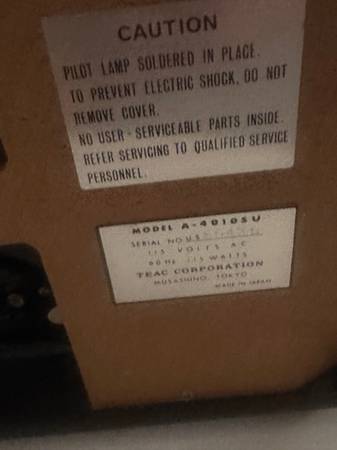 CAUTION
PILOT LAMP SOLDERED IN PLACE.
TO PREVENT ELECTRIC SHOCK, DO NOT
REMOVE COVER.
NO USER-SERVICEABLE PARTS INSIDE.
REFER SERVICING TO QUALIFIED SERVICE
PERSONNEL.
MODEL A-4010SU
SERIAL NO.
115 VOLTS AC
60 Hz 115 WATTS
TEAC CORPORATION
MUSASHINO, TOKYO
MADE IN JAPAN